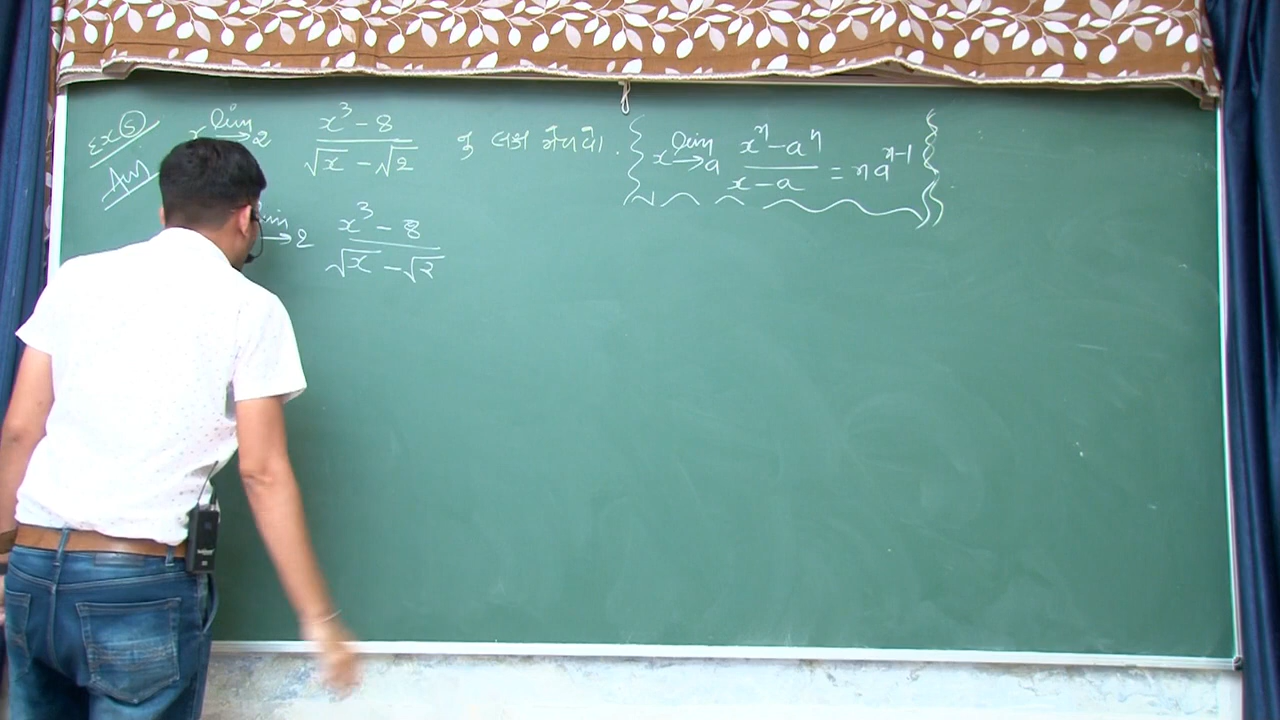 Ex ⑤ lim x→2 x³ - 8 / √x - √2 નું લક્ષ મેળવો. { lim x→a xⁿ - aⁿ / x - a = n aⁿ⁻¹ }
Ans
lim →2 x³ - 8 / √x - √2